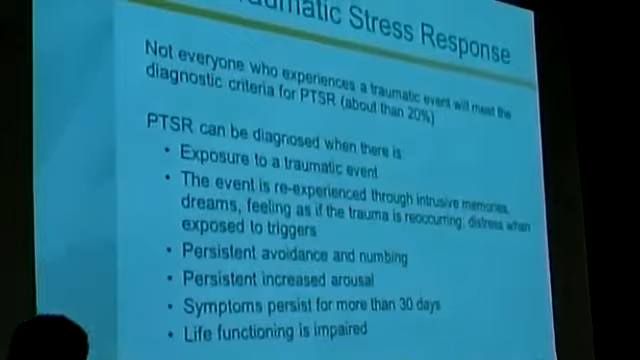 Stress Response
Not everyone who experiences a traumatic event will meet the
diagnostic criteria for PTSR (about than 20%)
PTSR can be diagnosed when there is:
• Exposure to a traumatic event
• The event is re-experienced through intrusive memories,
dreams, feeling as if the trauma is reoccurring, distress when
exposed to triggers
• Persistent avoidance and numbing
• Persistent increased arousal
• Symptoms persist for more than 30 days
• Life functioning is impaired